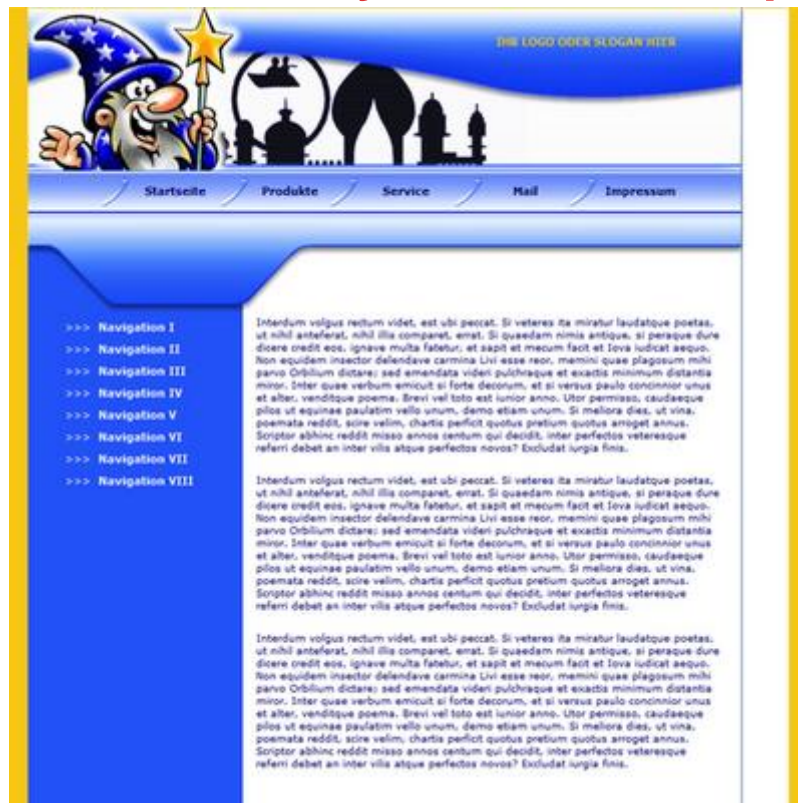 IHR LOGO ODER SLOGAN HIER
Startseite Produkte Service Mail Impressum
>>> Navigation I
>>> Navigation II
>>> Navigation III
>>> Navigation IV
>>> Navigation V
>>> Navigation VI
>>> Navigation VII
>>> Navigation VIII
Interdum volgus rectum videt, est ubi peccat. Si veteres ita miratur laudatque poetas,
ut nihil anteferat, nihil illis comparet, errat. Si quaedam nimis antique, si peraque dure
dicere credit eos, ignave multa fatetur, et sapit et mecum facit et Iova iudicat aequo.
Non equidem insector delendave carmina Livi esse reor, memini quae plagosum mihi
parvo Orbilium dictare; sed emendata videri pulchraque et exactis minimum distantia
miror. Inter quae verbum emicuit si forte decorum, et si versus paulo concinnior unus
et alter, venditque poema. Brevi vel toto est iunior anno. Utor permisso, caudaeque
pilos ut equinae paulatim vello unum, demo etiam unum. Si meliora dies, ut vina,
poemata reddit, scire velim, chartis perficit quotus pretium quotus arroget annus.
Scriptor abhinc reddit misso annos centum qui decidit, inter perfectos veteresque
referri debet an inter vilis atque perfectos novos? Excludat iurgia finis.
Interdum volgus rectum videt, est ubi peccat. Si veteres ita miratur laudatque poetas,
ut nihil anteferat, nihil illis comparet, errat. Si quaedam nimis antique, si peraque dure
dicere credit eos, ignave multa fatetur, et sapit et mecum facit et Iova iudicat aequo.
Non equidem insector delendave carmina Livi esse reor, memini quae plagosum mihi
parvo Orbilium dictare; sed emendata videri pulchraque et exactis minimum distantia
miror. Inter quae verbum emicuit si forte decorum, et si versus paulo concinnior unus
et alter, venditque poema. Brevi vel toto est iunior anno. Utor permisso, caudaeque
pilos ut equinae paulatim vello unum, demo etiam unum. Si meliora dies, ut vina,
poemata reddit, scire velim, chartis perficit quotus pretium quotus arroget annus.
Scriptor abhinc reddit misso annos centum qui decidit, inter perfectos veteresque
referri debet an inter vilis atque perfectos novos? Excludat iurgia finis.
Interdum volgus rectum videt, est ubi peccat. Si veteres ita miratur laudatque poetas,
ut nihil anteferat, nihil illis comparet, errat. Si quaedam nimis antique, si peraque dure
dicere credit eos, ignave multa fatetur, et sapit et mecum facit et Iova iudicat aequo.
Non equidem insector delendave carmina Livi esse reor, memini quae plagosum mihi
parvo Orbilium dictare; sed emendata videri pulchraque et exactis minimum distantia
miror. Inter quae verbum emicuit si forte decorum, et si versus paulo concinnior unus
et alter, venditque poema. Brevi vel toto est iunior anno. Utor permisso, caudaeque
pilos ut equinae paulatim vello unum, demo etiam unum. Si meliora dies, ut vina,
poemata reddit, scire velim, chartis perficit quotus pretium quotus arroget annus.
Scriptor abhinc reddit misso annos centum qui decidit, inter perfectos veteresque
referri debet an inter vilis atque perfectos novos? Excludat iurgia finis.